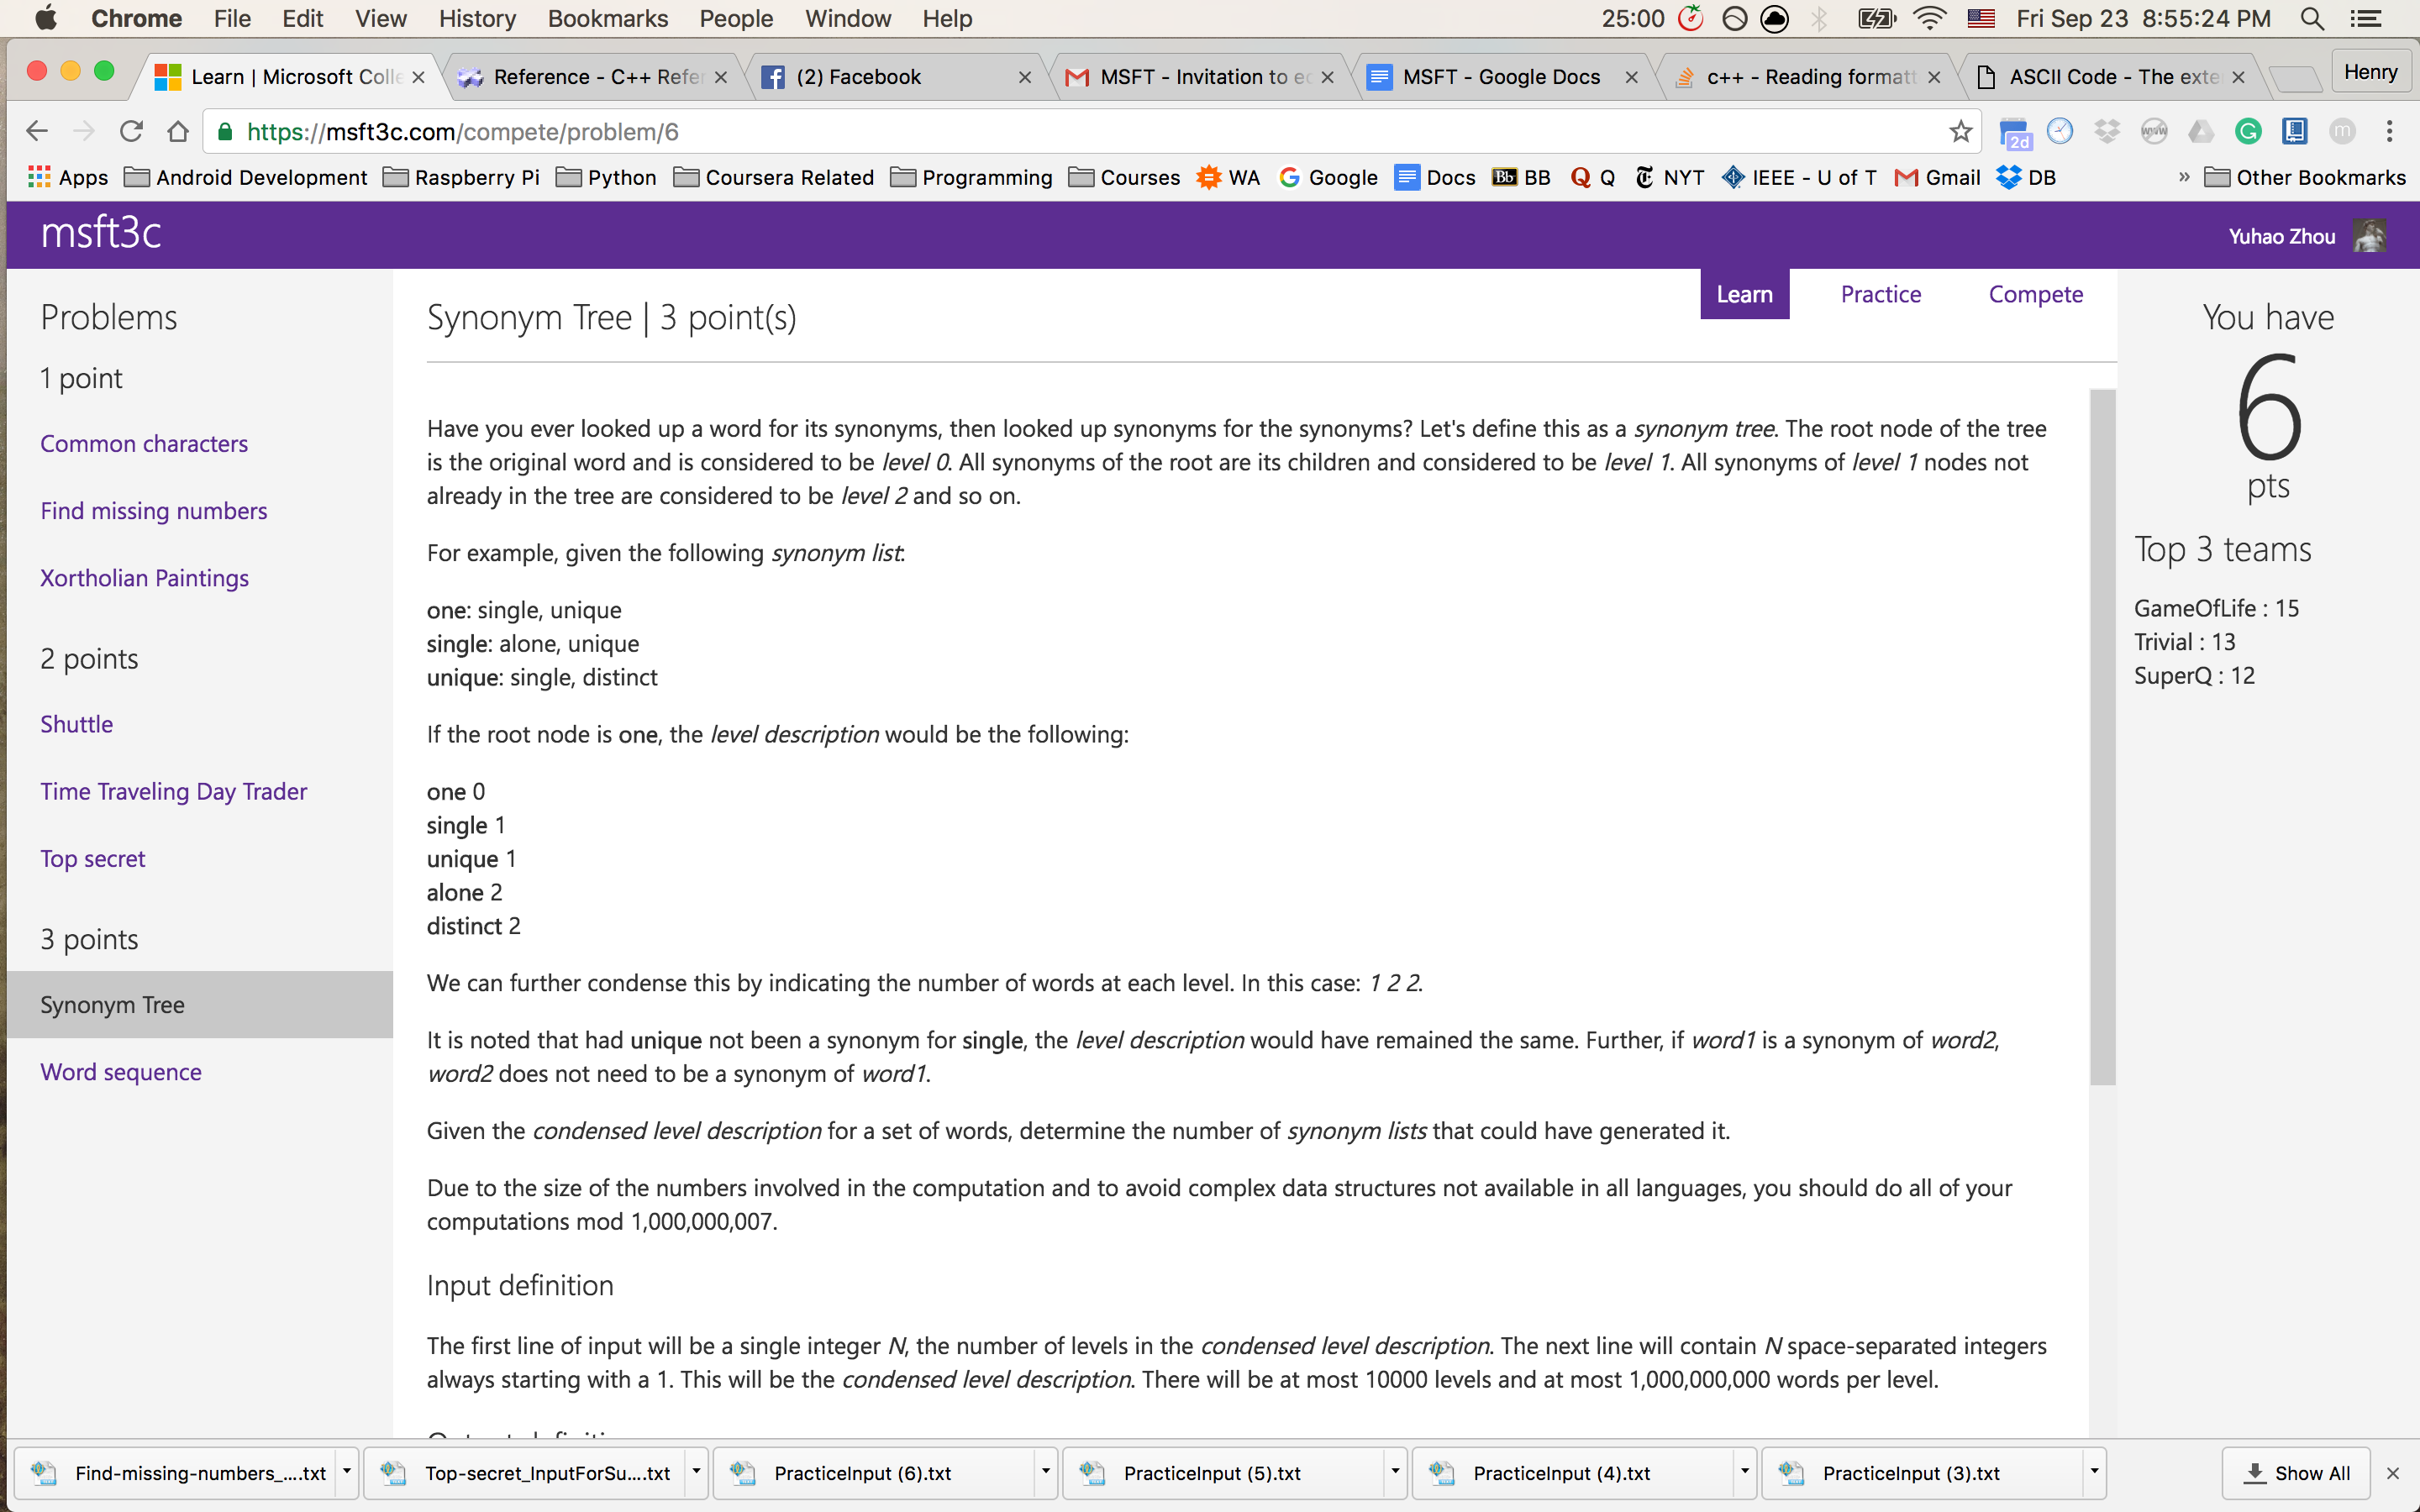 Chrome File Edit View History Bookmarks People Window Help 25:00 Fri Sep 23 8:55:24 PM
Learn | Microsoft Colle Reference - C++ Refer (2) Facebook MSFT - Invitation to ec MSFT - Google Docs c++ - Reading formatt ASCII Code - The exte Henry
https://msft3c.com/compete/problem/6 2d
Apps Android Development Raspberry Pi Python Coursera Related Programming Courses WA Google Docs BB Q NYT IEEE - U of T Gmail DB » Other Bookmarks
msft3c Yuhao Zhou
Problems
1 point
Common characters
Find missing numbers
Xortholian Paintings
2 points
Shuttle
Time Traveling Day Trader
Top secret
3 points
Synonym Tree
Word sequence
Learn Practice Compete
Synonym Tree | 3 point(s)
Have you ever looked up a word for its synonyms, then looked up synonyms for the synonyms? Let's define this as a synonym tree. The root node of the tree
is the original word and is considered to be level 0. All synonyms of the root are its children and considered to be level 1. All synonyms of level 1 nodes not
already in the tree are considered to be level 2 and so on.
For example, given the following synonym list:
one: single, unique
single: alone, unique
unique: single, distinct
If the root node is one, the level description would be the following:
one 0
single 1
unique 1
alone 2
distinct 2
We can further condense this by indicating the number of words at each level. In this case: 1 2 2.
It is noted that had unique not been a synonym for single, the level description would have remained the same. Further, if word1 is a synonym of word2,
word2 does not need to be a synonym of word1.
Given the condensed level description for a set of words, determine the number of synonym lists that could have generated it.
Due to the size of the numbers involved in the computation and to avoid complex data structures not available in all languages, you should do all of your
computations mod 1,000,000,007.
Input definition
The first line of input will be a single integer N, the number of levels in the condensed level description. The next line will contain N space-separated integers
always starting with a 1. This will be the condensed level description. There will be at most 10000 levels and at most 1,000,000,000 words per level.
You have
6
pts
Top 3 teams
GameOfLife : 15
Trivial : 13
SuperQ : 12
Find-missing-numbers_....txt Top-secret_InputForSu....txt PracticeInput (6).txt PracticeInput (5).txt PracticeInput (4).txt PracticeInput (3).txt Show All